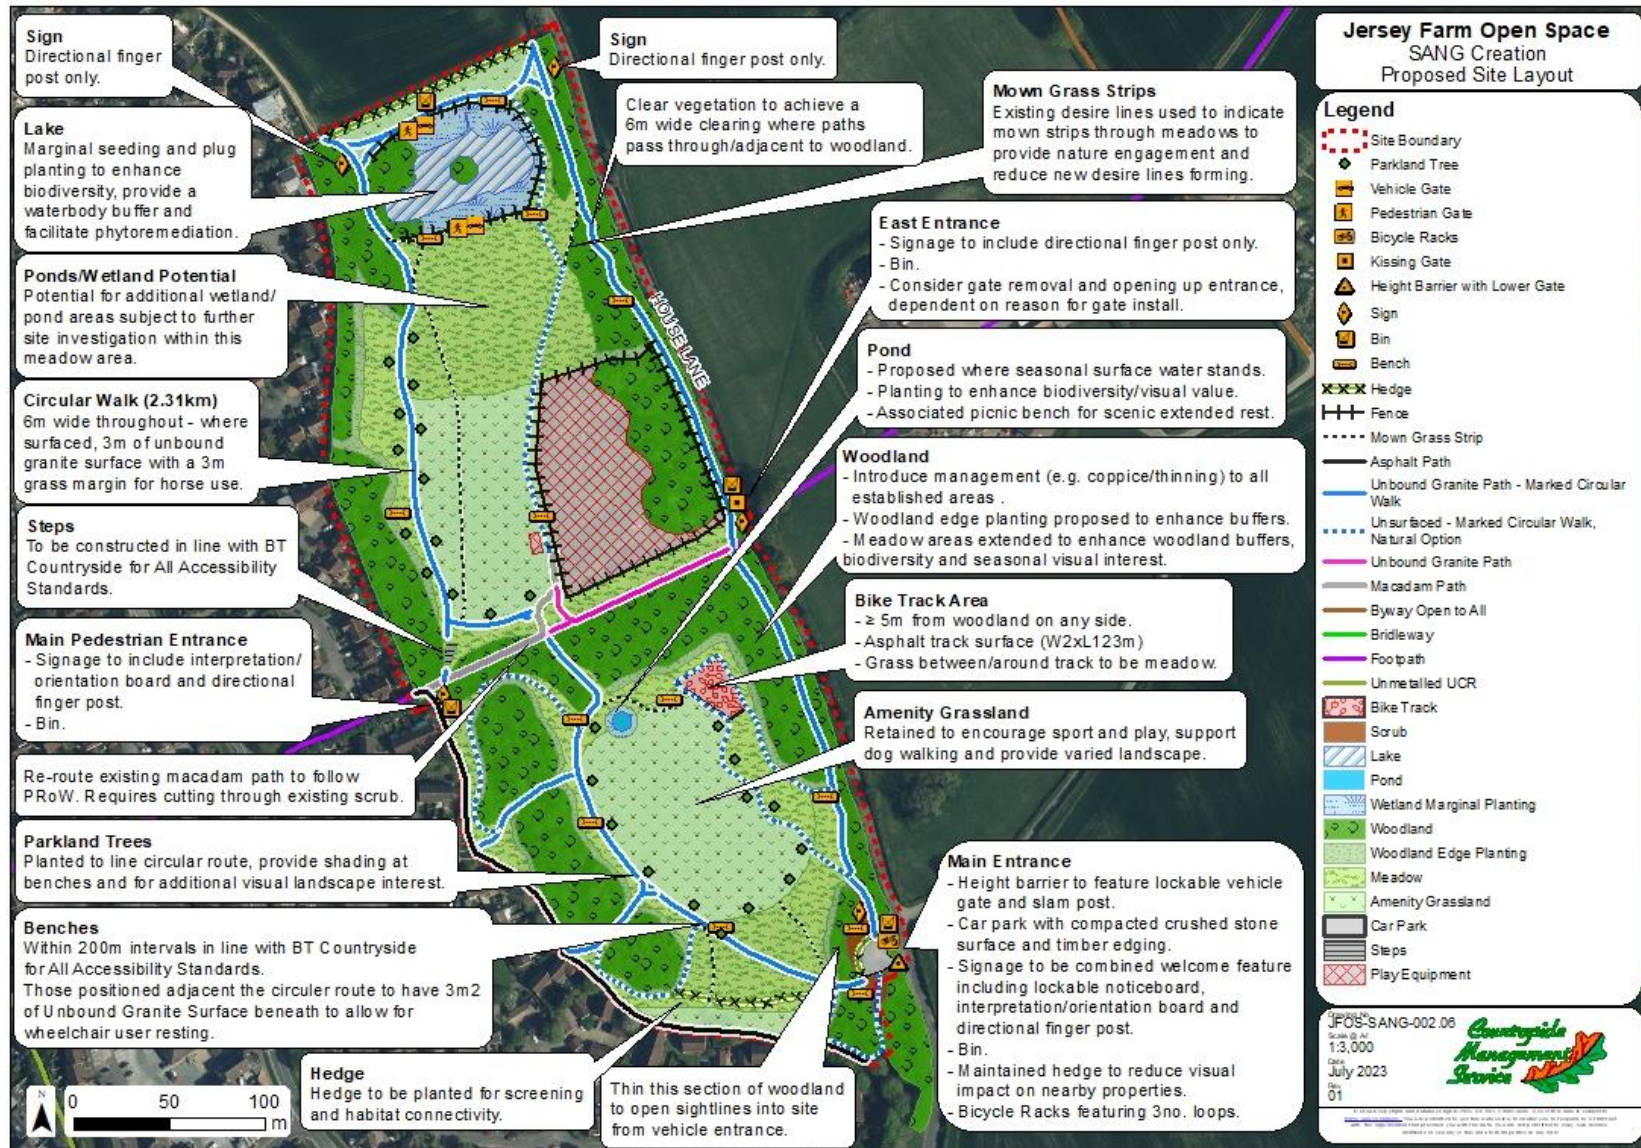 Jersey Farm Open Space
SANG Creation
Proposed Site Layout
Sign
Directional finger
post only.
Sign
Directional finger post only.
Clear vegetation to achieve a
6m wide clearing where paths
pass through/adjacent to woodland.
Mown Grass Strips
Existing desire lines used to indicate
mown strips through meadows to
provide nature engagement and
reduce new desire lines forming.
Lake
Marginal seeding and plug
planting to enhance
biodiversity, provide a
waterbody buffer and
facilitate phytoremediation.
East Entrance
- Signage to include directional finger post only.
- Bin.
- Consider gate removal and opening up entrance,
dependent on reason for gate install.
Ponds/Wetland Potential
Potential for additional wetland/
pond areas subject to further
site investigation within this
meadow area.
HOUSE LANE
Pond
- Proposed where seasonal surface water stands.
- Planting to enhance biodiversity/visual value.
- Associated picnic bench for scenic extended rest.
Circular Walk (2.31km)
6m wide throughout - where
surfaced, 3m of unbound
granite surface with a 3m
grass margin for horse use.
Woodland
- Introduce management (e.g. coppice/thinning) to all
established areas .
- Woodland edge planting proposed to enhance buffers.
- Meadow areas extended to enhance woodland buffers,
biodiversity and seasonal visual interest.
Steps
To be constructed in line with BT
Countryside for All Accessibility
Standards.
Bike Track Area
- ≥ 5m from woodland on any side.
- Asphalt track surface (W2xL123m)
- Grass between/around track to be meadow.
Main Pedestrian Entrance
- Signage to include interpretation/
orientation board and directional
finger post.
- Bin.
Amenity Grassland
Retained to encourage sport and play, support
dog walking and provide varied landscape.
Re-route existing macadam path to follow
PRoW. Requires cutting through existing scrub.
Parkland Trees
Planted to line circular route, provide shading at
benches and for additional visual landscape interest.
Main Entrance
- Height barrier to feature lockable vehicle
gate and slam post.
- Car park with compacted crushed stone
surface and timber edging.
- Signage to be combined welcome feature
including lockable noticeboard,
interpretation/orientation board and
directional finger post.
- Bin.
- Maintained hedge to reduce visual
impact on nearby properties.
- Bicycle Racks featuring 3no. loops.
Benches
Within 200m intervals in line with BT Countryside
for All Accessibility Standards.
Those positioned adjacent the circuler route to have 3m2
of Unbound Granite Surface beneath to allow for
wheelchair user resting.
Hedge
Hedge to be planted for screening
and habitat connectivity.
Thin this section of woodland
to open sightlines into site
from vehicle entrance.
N
0 50 100
m
Legend
Site Boundary
Parkland Tree
Vehicle Gate
Pedestrian Gate
Bicycle Racks
Kissing Gate
Height Barrier with Lower Gate
Sign
Bin
Bench
Hedge
Fence
Mown Grass Strip
Asphalt Path
Unbound Granite Path - Marked Circular
Walk
Unsurfaced - Marked Circular Walk,
Natural Option
Unbound Granite Path
Macadam Path
Byway Open to All
Bridleway
Footpath
Unmetalled UCR
Bike Track
Scrub
Lake
Pond
Wetland Marginal Planting
Woodland
Woodland Edge Planting
Meadow
Amenity Grassland
Car Park
Steps
Play Equipment
Drawing No.
JFOS-SANG-002.06
Scale @ A1
1:3,000
Date
July 2023
Rev
01
Countryside
Management
Service